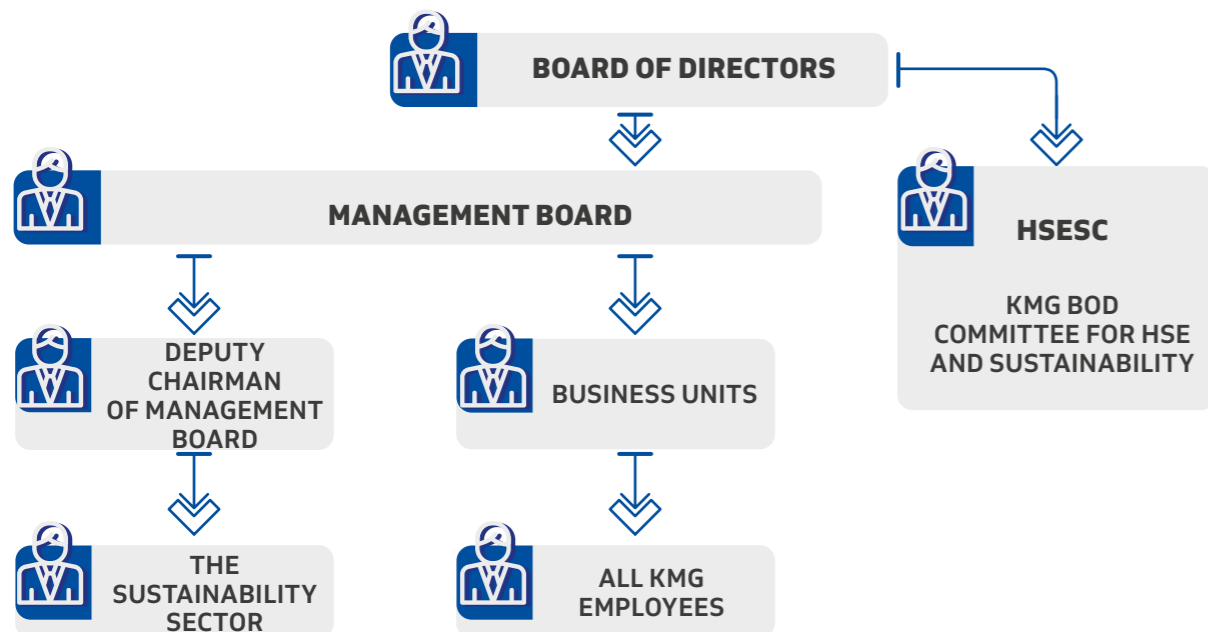 BOARD OF DIRECTORS
MANAGEMENT BOARD
HSESC
KMG BOD
COMMITTEE FOR HSE
AND SUSTAINABILITY
DEPUTY
CHAIRMAN
OF MANAGEMENT
BOARD
BUSINESS UNITS
THE
SUSTAINABILITY
SECTOR
ALL KMG
EMPLOYEES